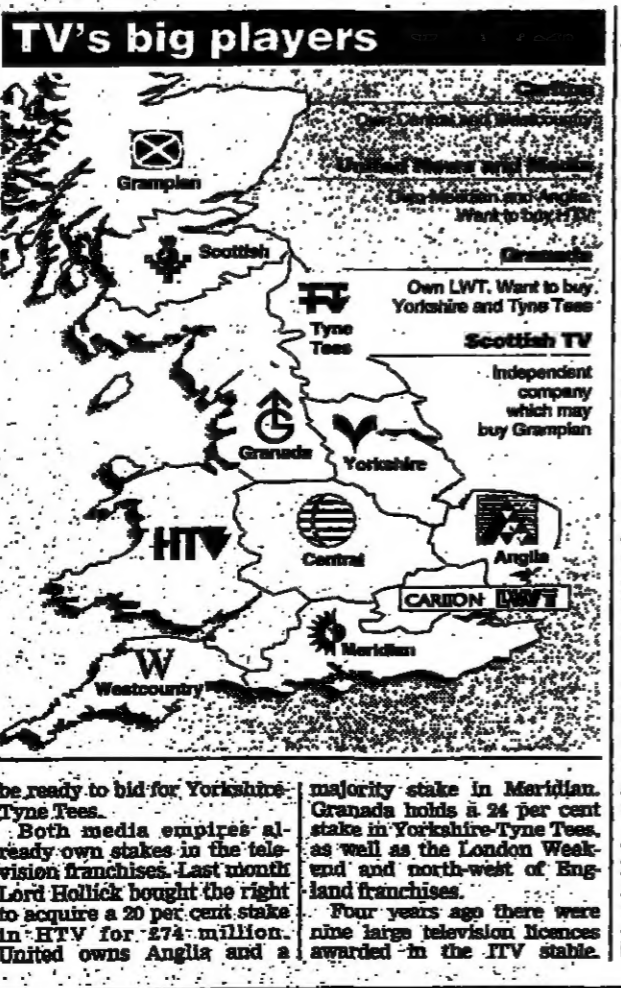 TV's big players
Carlton
Own Central and Westcountry
United News and Media
Own Meridian and Anglia.
Want to buy HTV.
Granada
Own LWT. Want to buy
Yorkshire and Tyne Tees
Scottish TV
Independent
company
which may
buy Grampian
Grampian
Scottish
Tyne
Tees
Granada
Yorkshire
HTV
Central
Anglia
CARLTON LWT
Meridian
W
Westcountry
be ready to bid for Yorkshire-
Tyne Tees.
Both media empires al-
ready own stakes in the tele-
vision franchises. Last month
Lord Hollick bought the right
to acquire a 20 per cent stake
in HTV for £74 million.
United owns Anglia and a
majority stake in Meridian.
Granada holds a 24 per cent
stake in Yorkshire-Tyne Tees,
as well as the London Week-
end and north-west of Eng-
land franchises.
Four years ago there were
nine large television licences
awarded in the ITV stable.